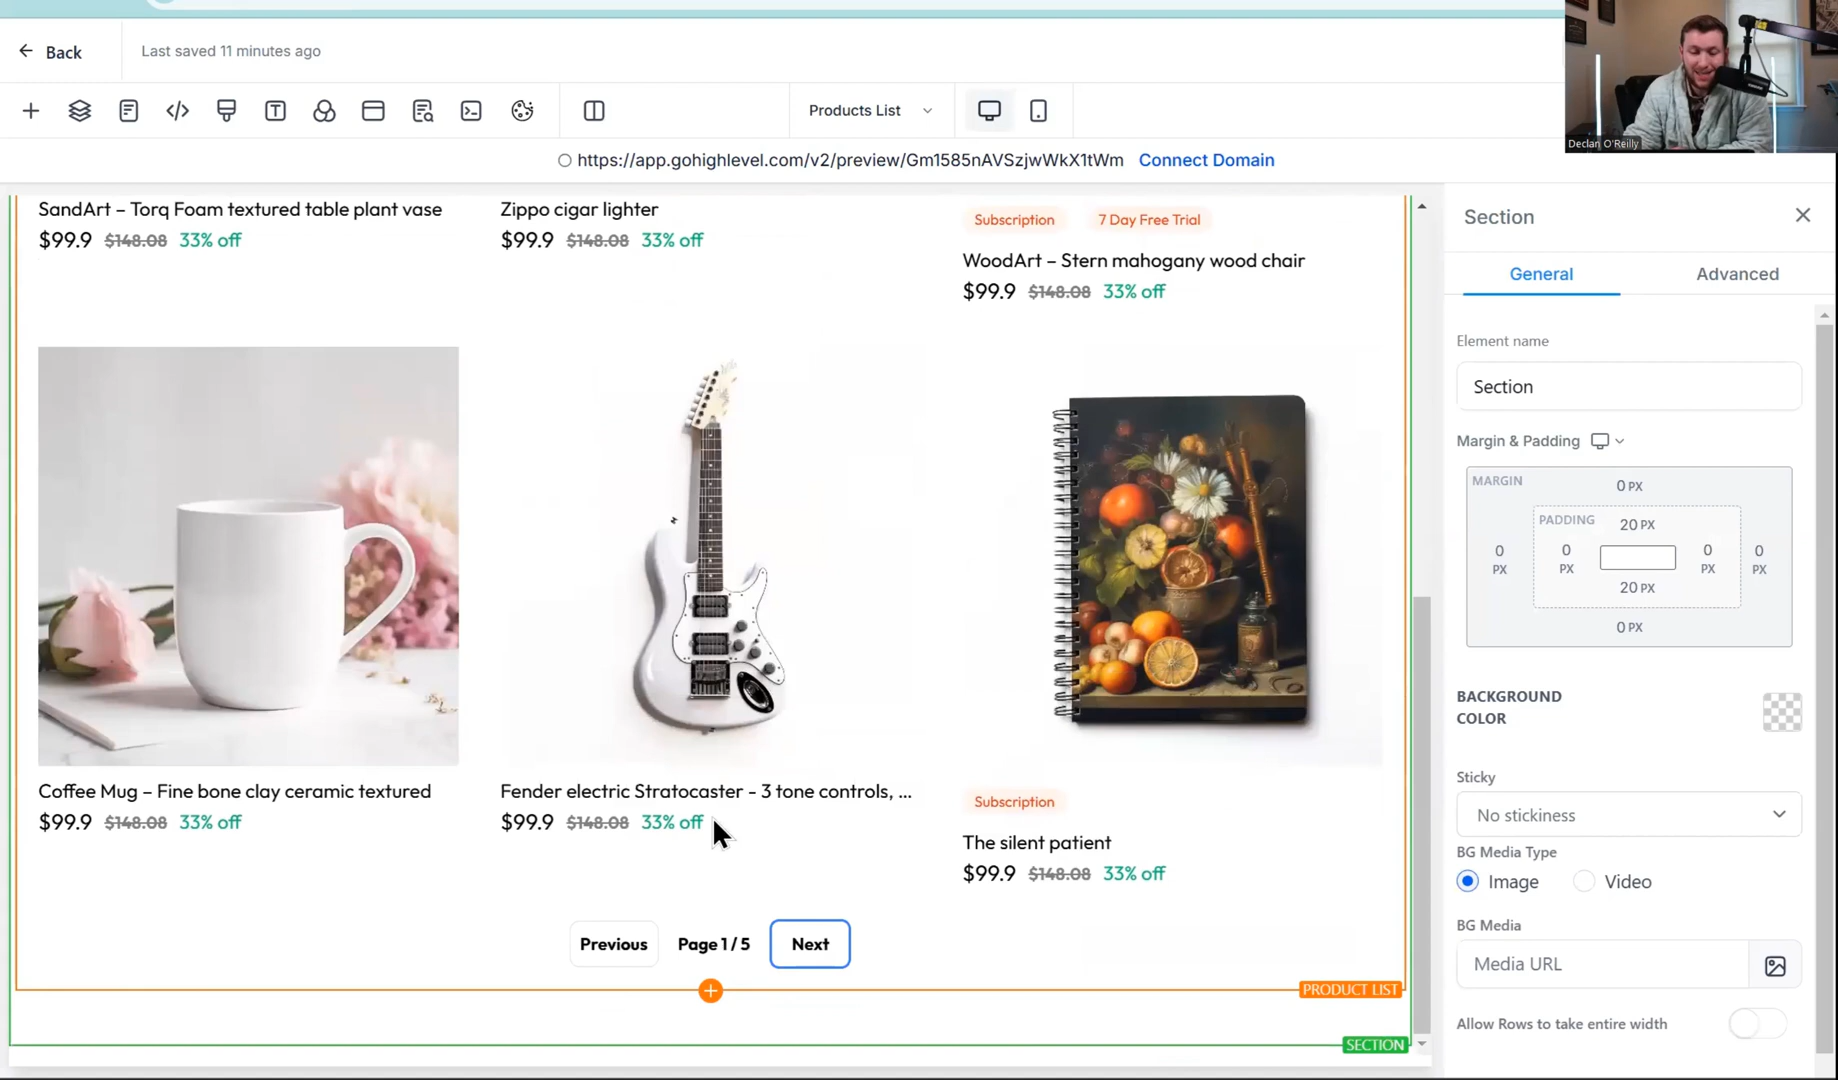 Back
Last saved 11 minutes ago
Declan O'Reilly
Products List
https://app.gohighlevel.com/v2/preview/Gm1585nAVSzjwWkX1tWm Connect Domain
SandArt – Torq Foam textured table plant vase
$99.9 $148.08 33% off
Zippo cigar lighter
$99.9 $148.08 33% off
Subscription 7 Day Free Trial
WoodArt – Stern mahogany wood chair
$99.9 $148.08 33% off
Coffee Mug – Fine bone clay ceramic textured
$99.9 $148.08 33% off
Fender electric Stratocaster - 3 tone controls, ...
$99.9 $148.08 33% off
Subscription
The silent patient
$99.9 $148.08 33% off
Previous Page 1 / 5 Next
PRODUCT LIST
SECTION
Section
General Advanced
Element name
Section
Margin & Padding
MARGIN
0 PX
PADDING
20 PX
0 PX
0 PX
0 PX
0 PX
20 PX
0 PX
BACKGROUND
COLOR
Sticky
No stickiness
BG Media Type
Image Video
BG Media
Media URL
Allow Rows to take entire width